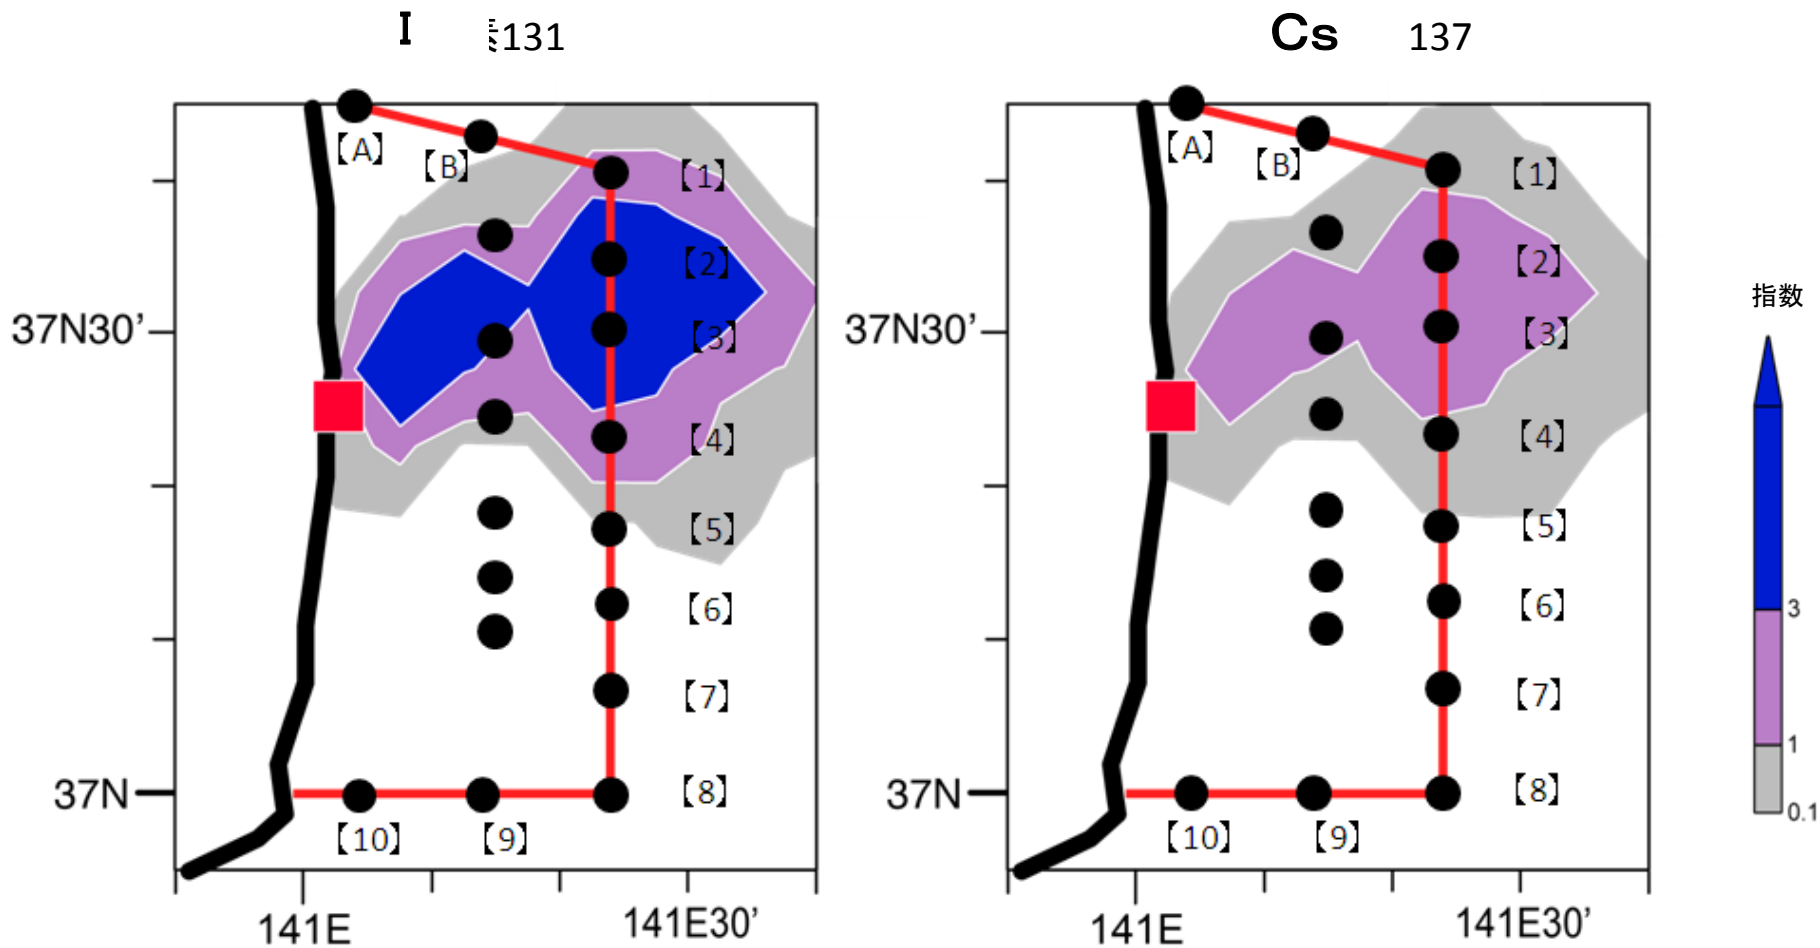 I 131
Cs 137
【A】
【B】
【1】
【2】
【3】
【4】
【5】
【6】
【7】
【8】
【9】
【10】
37N30’
37N
141E
141E30’
【A】
【B】
【1】
【2】
【3】
【4】
【5】
【6】
【7】
【8】
【9】
【10】
37N30’
37N
141E
141E30’
指数
3
1
0.1